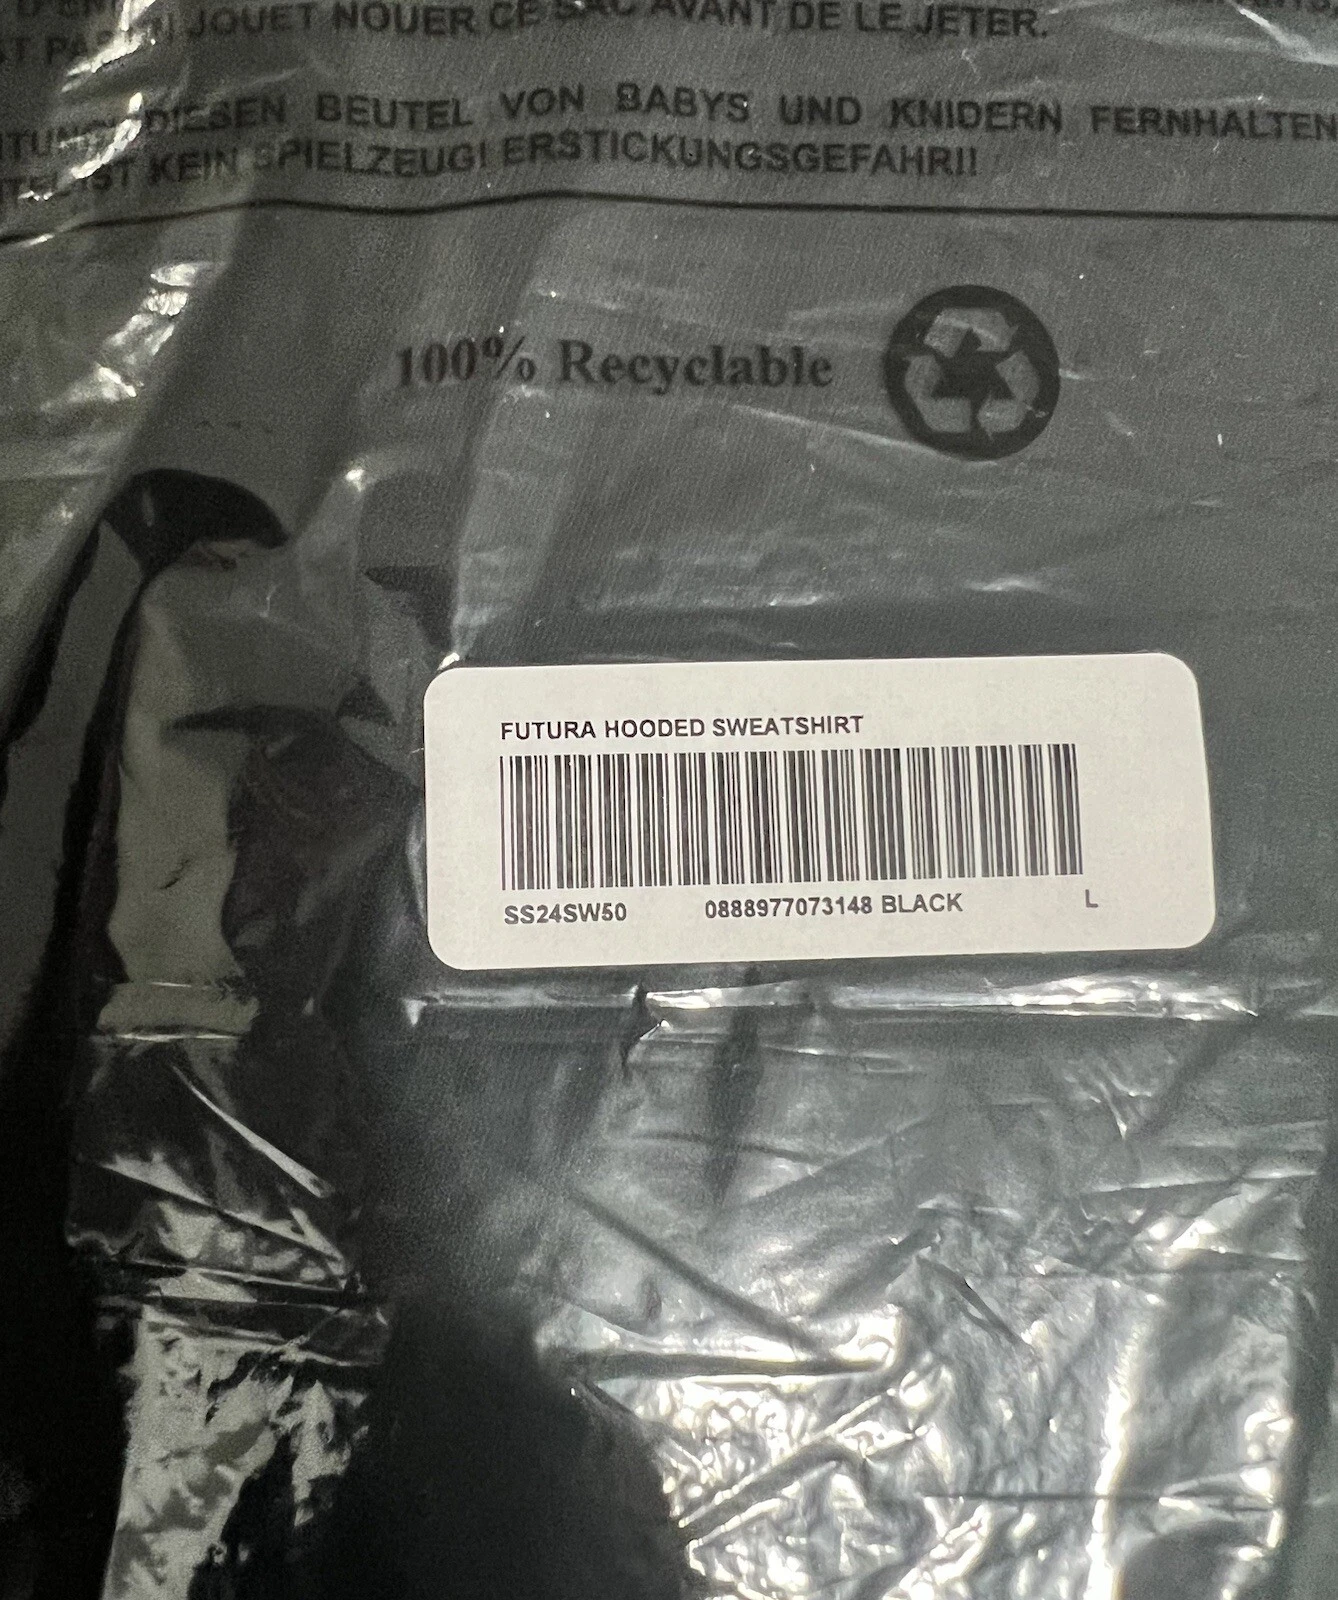 JOUET NOUER CE SAC AVANT DE LE JETER.
DIESEN BEUTEL VON BABYS UND KNIDERN FERNHALTEN
IST KEIN SPIELZEUG! ERSTICKUNGSGEFAHR!!
100% Recyclable
FUTURA HOODED SWEATSHIRT
SS24SW50 0888977073148 BLACK L